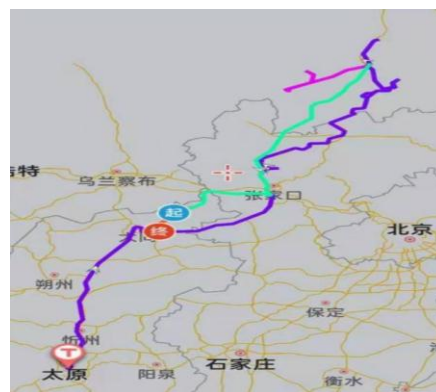 浩特
乌兰察布
张家口
起
终
北京
朔州
保定
忻州
太原
阳泉
石家庄
衡水